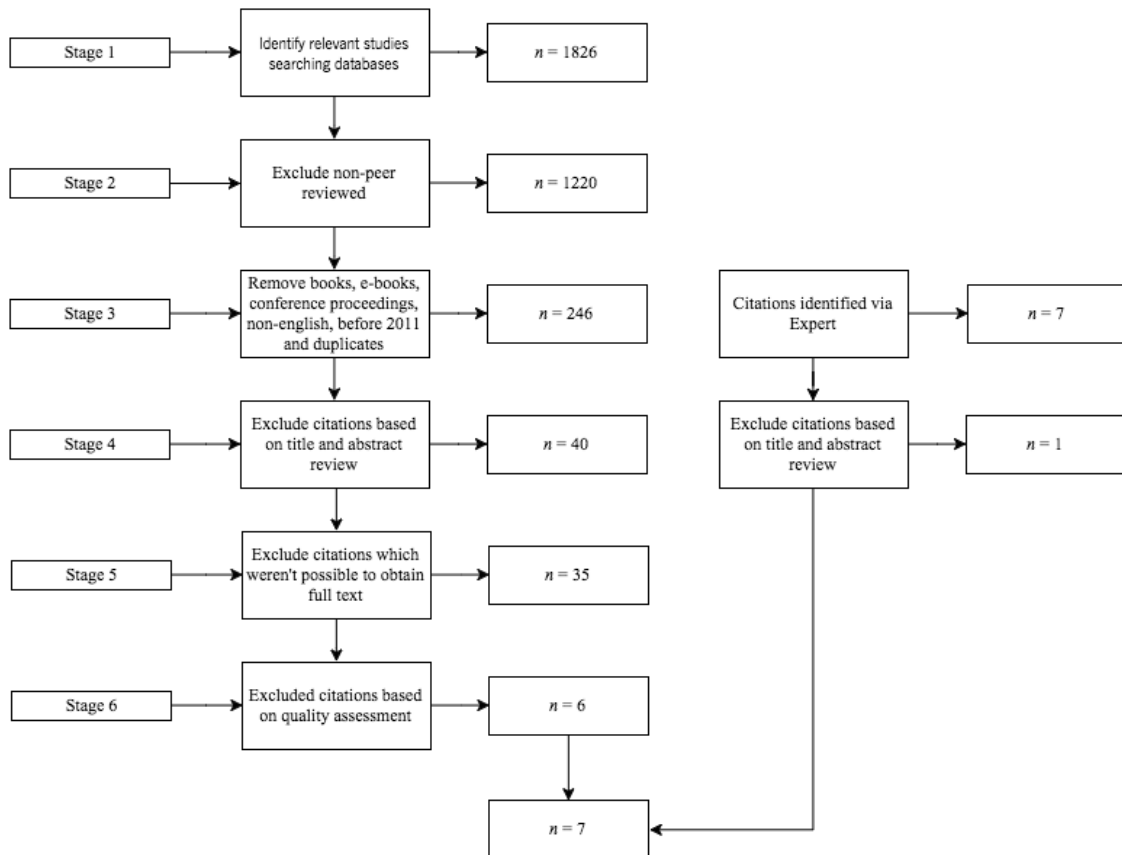 Stage 1
Identify relevant studies
searching databases
n = 1826
Stage 2
Exclude non-peer
reviewed
n = 1220
Stage 3
Remove books, e-books,
conference proceedings,
non-english, before 2011
and duplicates
n = 246
Citations identified via
Expert
n = 7
Stage 4
Exclude citations based
on title and abstract
review
n = 40
Exclude citations based
on title and abstract
review
n = 1
Stage 5
Exclude citations which
weren't possible to obtain
full text
n = 35
Stage 6
Excluded citations based
on quality assessment
n = 6
n = 7